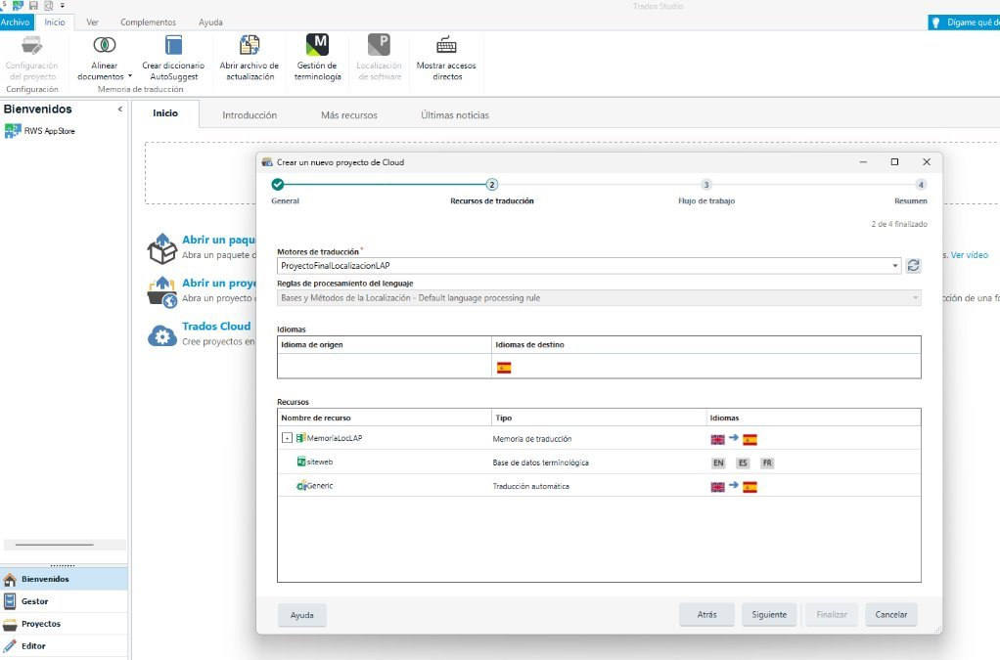 Trados Studio
Archivo Inicio Ver Complementos Ayuda
Dígame qué de
Configuración del proyecto
Alinear documentos
Crear diccionario AutoSuggest
Abrir archivo de actualización
Gestión de terminología
Localización de software
Mostrar accesos directos
Configuración
Memoria de traducción
Bienvenidos
RWS AppStore
Inicio Introducción Más recursos Últimas noticias
Abrir un paqu
Abra un paquete d
s. Ver vídeo
Abrir un proye
Abra un proyecto
cción de una fo
Trados Cloud
Cree proyectos en
Crear un nuevo proyecto de Cloud
2 3 4
General Recursos de traducción Flujo de trabajo Resumen
2 de 4 finalizado
Motores de traducción *
ProyectoFinalLocalizacionLAP
Reglas de procesamiento del lenguaje
Bases y Métodos de la Localización - Default language processing rule
Idiomas
Idioma de origen Idiomas de destino
Recursos
Nombre de recurso Tipo Idiomas
MemoriaLocLAP Memoria de traducción
siteweb Base de datos terminológica EN ES FR
Generic Traducción automática
Ayuda Atrás Siguiente Finalizar Cancelar
Bienvenidos
Gestor
Proyectos
Editor